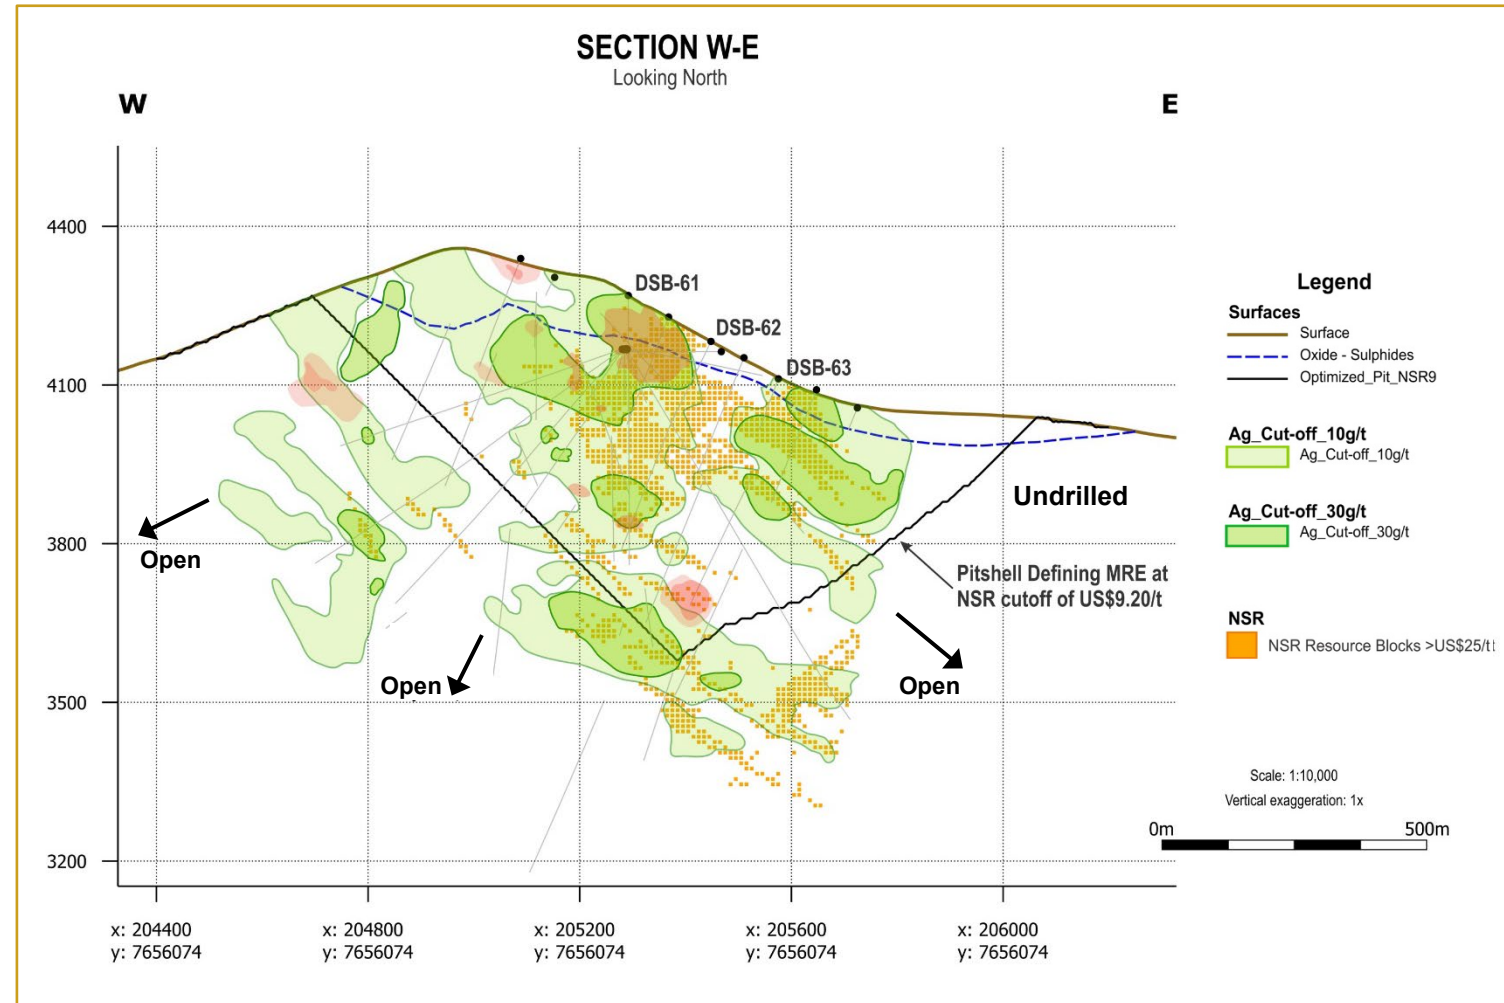 SECTION W-E
Looking North
W
E
4400
4100
3800
3500
3200
DSB-61
DSB-62
DSB-63
Undrilled
Open
Open
Open
Pitshell Defining MRE at
NSR cutoff of US$9.20/t
x: 204400
y: 7656074
x: 204800
y: 7656074
x: 205200
y: 7656074
x: 205600
y: 7656074
x: 206000
y: 7656074
Legend
Surfaces
Surface
Oxide - Sulphides
Optimized_Pit_NSR9
Ag_Cut-off_10g/t
Ag_Cut-off_10g/t
Ag_Cut-off_30g/t
Ag_Cut-off_30g/t
NSR
NSR Resource Blocks >US$25/t
Scale: 1:10,000
Vertical exaggeration: 1x
0m
500m